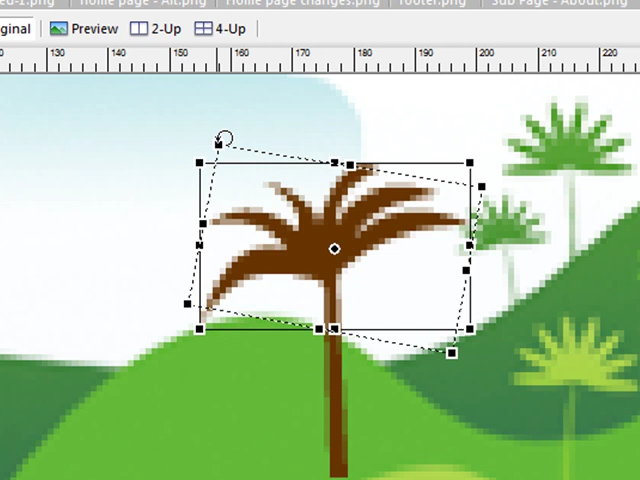 ed-1.png Home page - Alt.png Home page changes.png footer.png Sub Page - About.png
ginal Preview 2-Up 4-Up
130 140 150 160 170 180 190 200 210 220